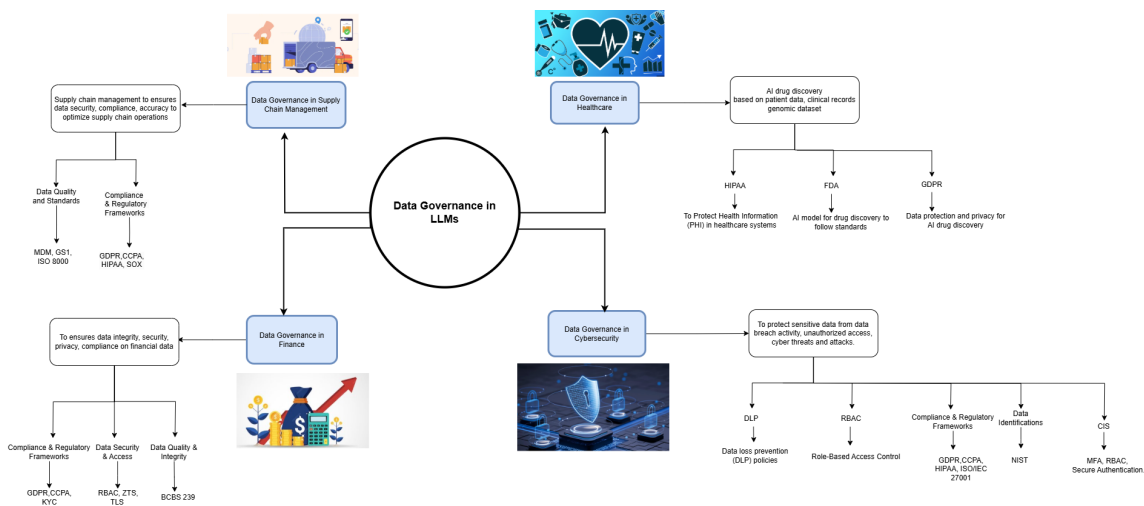 Data Governance in
LLMs
Data Governance in Supply
Chain Management
Supply chain management to ensures
data security, compliance, accuracy to
optimize supply chain operations
Data Quality
and Standards
MDM, GS1,
ISO 8000
Compliance
& Regulatory
Frameworks
GDPR,CCPA,
HIPAA, SOX
Data Governance in
Healthcare
AI drug discovery
based on patient data, clinical records
genomic dataset
HIPAA
To Protect Health Information
(PHI) in healthcare systems
FDA
AI model for drug discovery to
follow standards
GDPR
Data protection and privacy for
AI drug discovery
Data Governance in
Finance
To ensures data integrity, security,
privacy, compliance on financial data
Compliance & Regulatory
Frameworks
GDPR,CCPA,
KYC
Data Security
& Access
RBAC, ZTS,
TLS
Data Quality &
Integrity
BCBS 239
$
Data Governance in
Cybersecurity
To protect sensitive data from data
breach activity, unauthorized access,
cyber threats and attacks.
DLP
Data loss prevention
(DLP) policies
RBAC
Role-Based Access Control
Compliance & Regulatory
Frameworks
GDPR,CCPA,
HIPAA, ISO/IEC
27001
Data
Identifications
NIST
CIS
MFA, RBAC,
Secure Authentication.